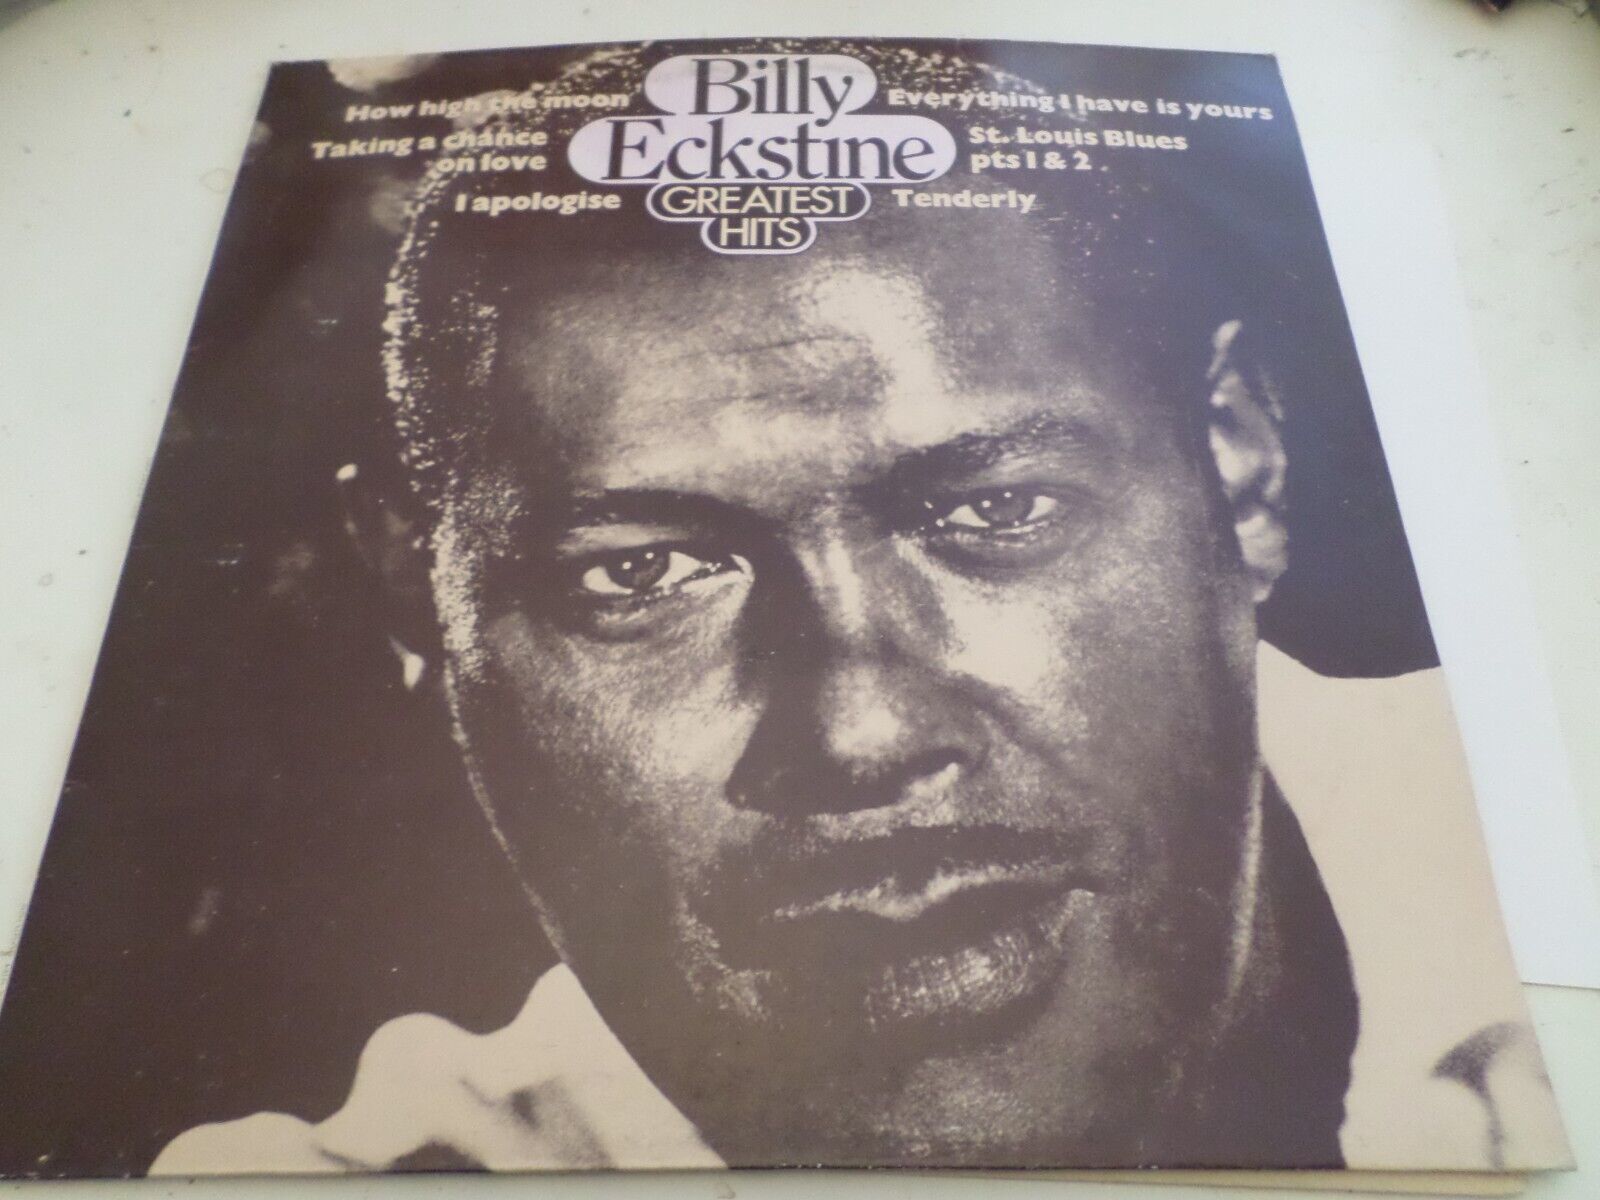 Billy
Eckstine
GREATEST
HITS
How high the moon
Taking a chance
on love
I apologise
Everything I have is yours
St. Louis Blues
pts 1 & 2
Tenderly